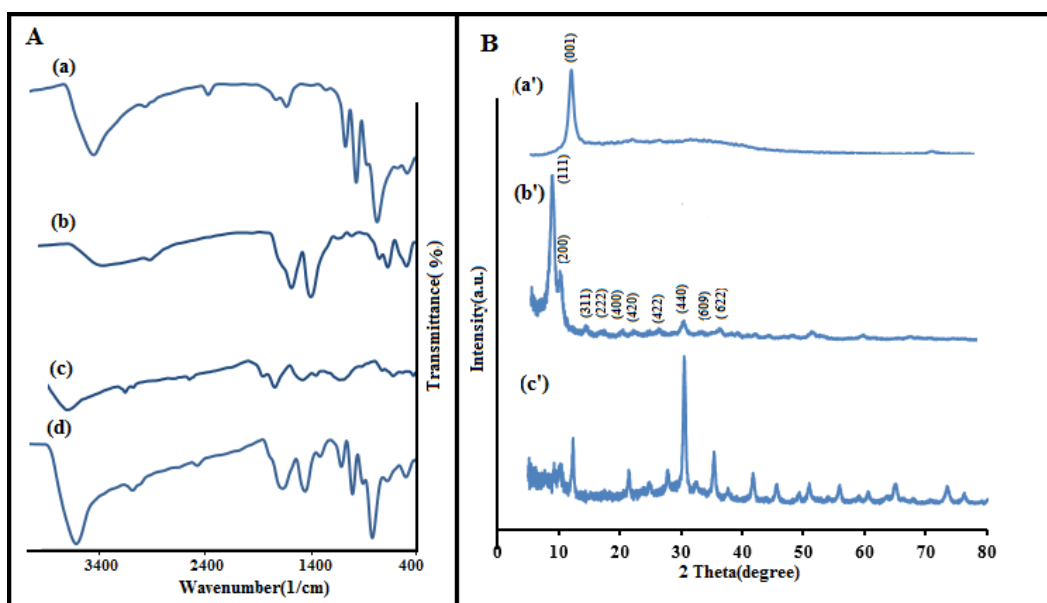 A
(a)
(b)
(c)
(d)
Transmittance( %)
3400
2400
1400
400
Wavenumber(1/cm)
B
(a')
(001)
(b')
(111)
(200)
(311)
(222)
(400)
(420)
(422)
(440)
(609)
( 622)
(c')
Intensity(a.u.)
0
10
20
30
40
50
60
70
80
2 Theta(degree)